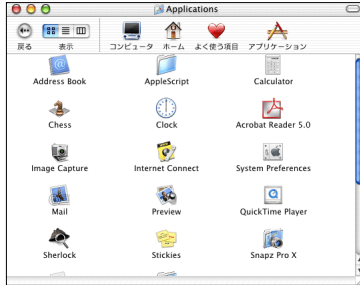 Applications
戻る 表示 コンピュータ ホーム よく使う項目 アプリケーション
Address Book AppleScript Calculator
Chess Clock Acrobat Reader 5.0
Image Capture Internet Connect System Preferences
Mail Preview QuickTime Player
Sherlock Stickies Snapz Pro X